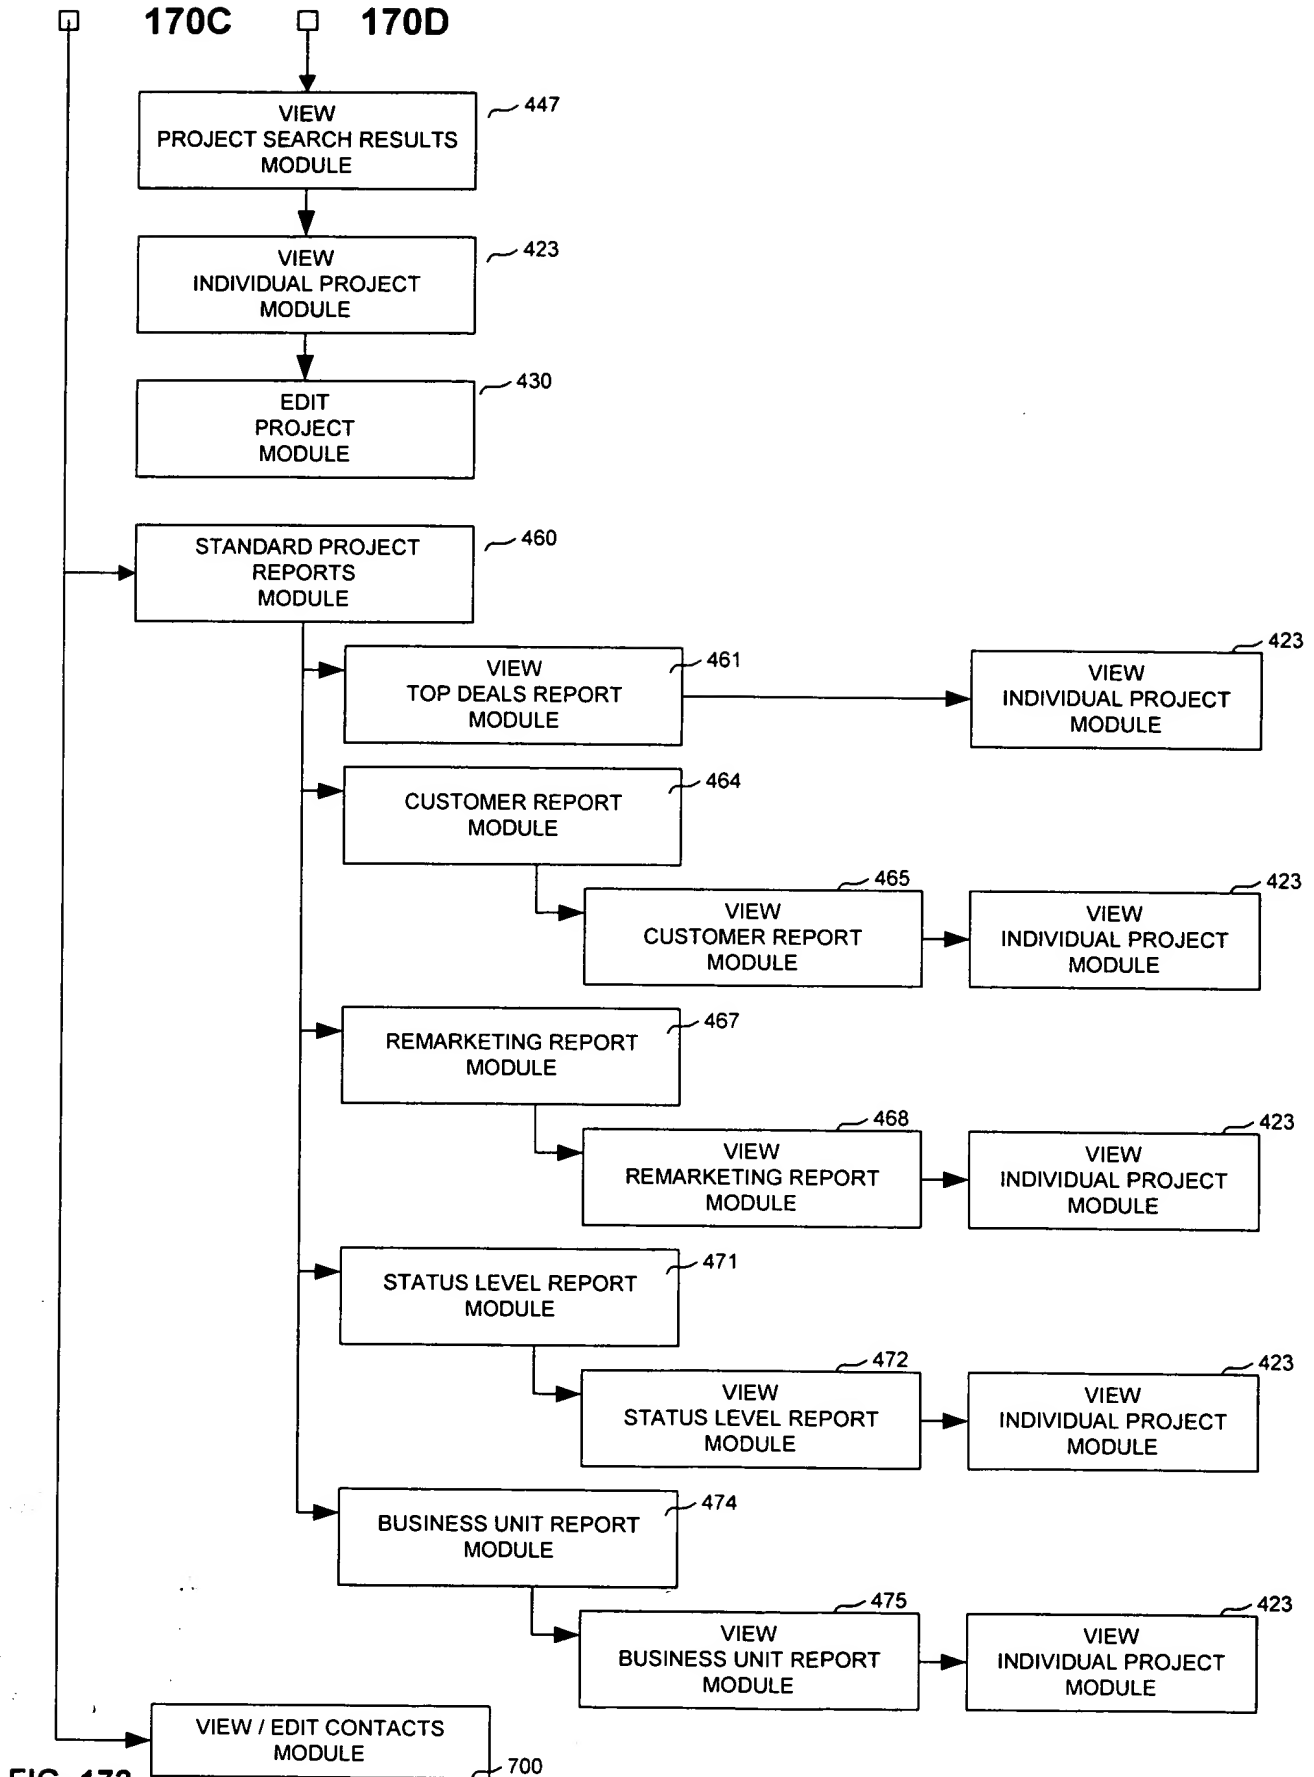 170C 170D
447
VIEW
PROJECT SEARCH RESULTS
MODULE
423
VIEW
INDIVIDUAL PROJECT
MODULE
430
EDIT
PROJECT
MODULE
460
STANDARD PROJECT
REPORTS
MODULE
461
VIEW
TOP DEALS REPORT
MODULE
423
VIEW
INDIVIDUAL PROJECT
MODULE
464
CUSTOMER REPORT
MODULE
465
VIEW
CUSTOMER REPORT
MODULE
423
VIEW
INDIVIDUAL PROJECT
MODULE
467
REMARKETING REPORT
MODULE
468
VIEW
REMARKETING REPORT
MODULE
423
VIEW
INDIVIDUAL PROJECT
MODULE
471
STATUS LEVEL REPORT
MODULE
472
VIEW
STATUS LEVEL REPORT
MODULE
423
VIEW
INDIVIDUAL PROJECT
MODULE
474
BUSINESS UNIT REPORT
MODULE
475
VIEW
BUSINESS UNIT REPORT
MODULE
423
VIEW
INDIVIDUAL PROJECT
MODULE
VIEW / EDIT CONTACTS
MODULE
700